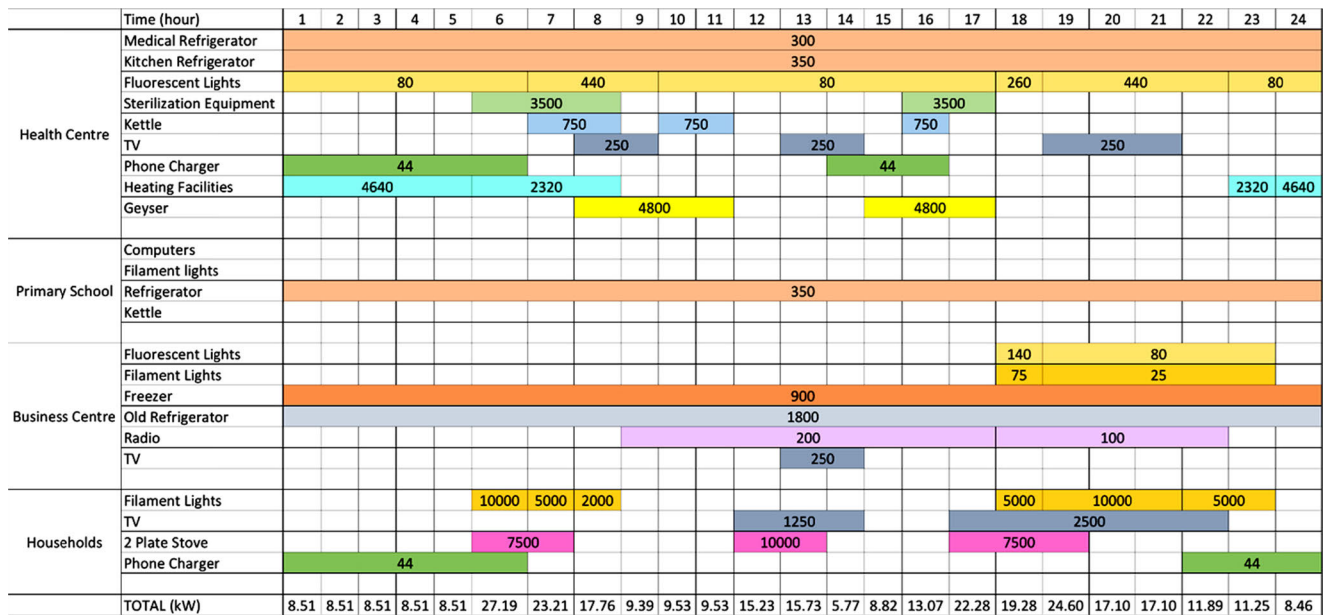 Time (hour) 1 2 3 4 5 6 7 8 9 10 11 12 13 14 15 16 17 18 19 20 21 22 23 24
Health Centre
Medical Refrigerator 300
Kitchen Refrigerator 350
Fluorescent Lights 80 440 80 260 440 80
Sterilization Equipment 3500 3500
Kettle 750 750 750
TV 250 250 250
Phone Charger 44 44
Heating Facilities 4640 2320 2320 4640
Geyser 4800 4800
Primary School
Computers
Filament lights
Refrigerator 350
Kettle
Business Centre
Fluorescent Lights 140 80
Filament Lights 75 25
Freezer 900
Old Refrigerator 1800
Radio 200 100
TV 250
Households
Filament Lights 10000 5000 2000 5000 10000 5000
TV 1250 2500
2 Plate Stove 7500 10000 7500
Phone Charger 44 44
TOTAL (kW) 8.51 8.51 8.51 8.51 8.51 27.19 23.21 17.76 9.39 9.53 9.53 15.23 15.73 5.77 8.82 13.07 22.28 19.28 24.60 17.10 17.10 11.89 11.25 8.46